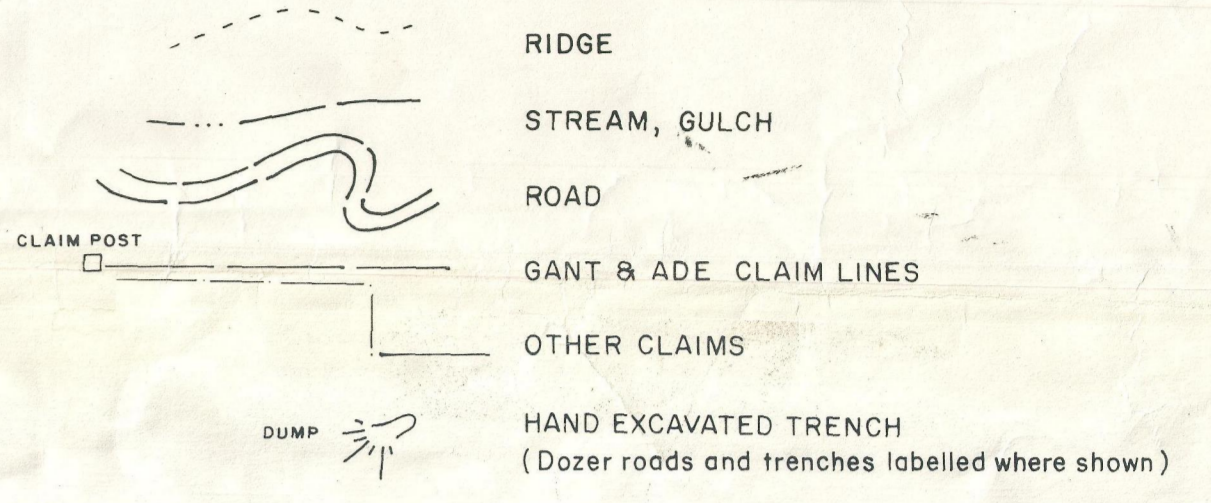 RIDGE
STREAM, GULCH
ROAD
CLAIM POST
GANT & ADE CLAIM LINES
OTHER CLAIMS
DUMP
HAND EXCAVATED TRENCH
(Dozer roads and trenches labelled where shown)